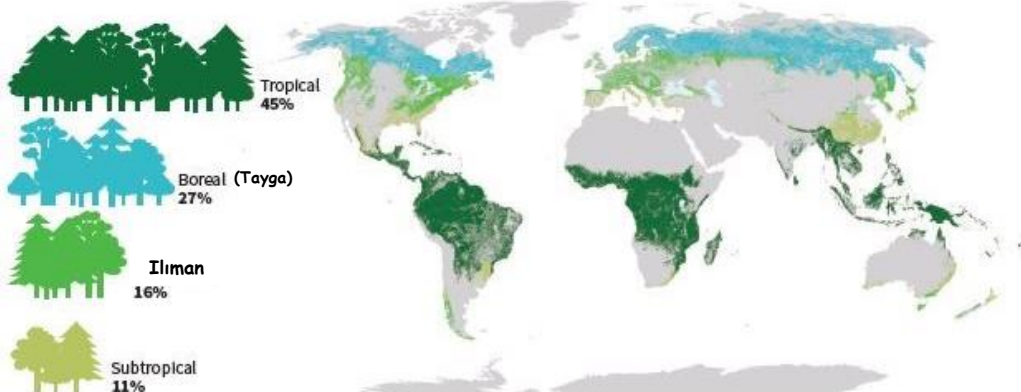 Tropical
45%
Boreal (Tayga)
27%
Ilıman
16%
Subtropical
11%